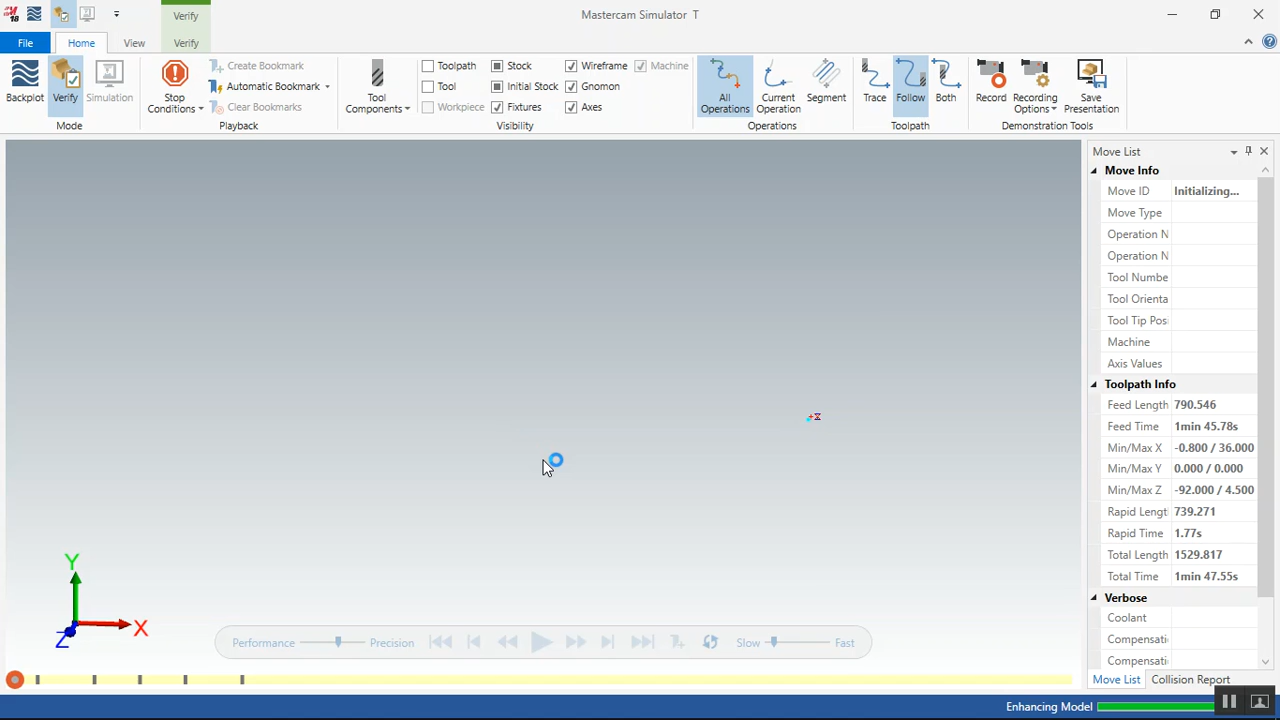 18
Verify
Mastercam Simulator T
File
Home
View
Verify
Backplot
Verify
Simulation
Mode
Stop
Conditions
Create Bookmark
Automatic Bookmark
Clear Bookmarks
Playback
Tool
Components
Toolpath
Tool
Workpiece
Stock
Initial Stock
Fixtures
Wireframe
Gnomon
Axes
Machine
Visibility
All
Operations
Current
Operation
Segment
Operations
Trace
Follow
Both
Toolpath
Record
Recording
Options
Save
Presentation
Demonstration Tools
Move List
Move Info
Move ID Initializing...
Move Type
Operation N
Operation N
Tool Numbe
Tool Orienta
Tool Tip Pos
Machine
Axis Values
Toolpath Info
Feed Length 790.546
Feed Time 1min 45.78s
Min/Max X -0.800 / 36.000
Min/Max Y 0.000 / 0.000
Min/Max Z -92.000 / 4.500
Rapid Lengt 739.271
Rapid Time 1.77s
Total Length 1529.817
Total Time 1min 47.55s
Verbose
Coolant
Compensati
Compensati
Move List Collision Report
Y
X
Z
Performance Precision
Slow Fast
Enhancing Model